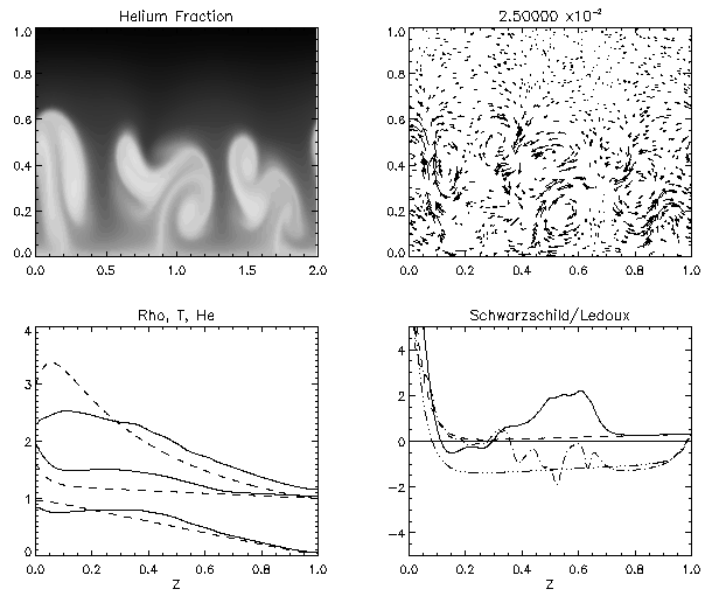 Helium Fraction
1.0
0.8
0.6
0.4
0.2
0.0
0.0 0.5 1.0 1.5 2.0
2.50000 x10-2
1.0
0.8
0.6
0.4
0.2
0.0
0.0 0.2 0.4 0.6 0.8 1.0
Rho, T, He
4
3
2
1
0
0.0 0.2 0.4 0.6 0.8 1.0
Z
Schwarzschild/Ledoux
4
2
0
-2
-4
0.0 0.2 0.4 0.6 0.8 1.0
Z